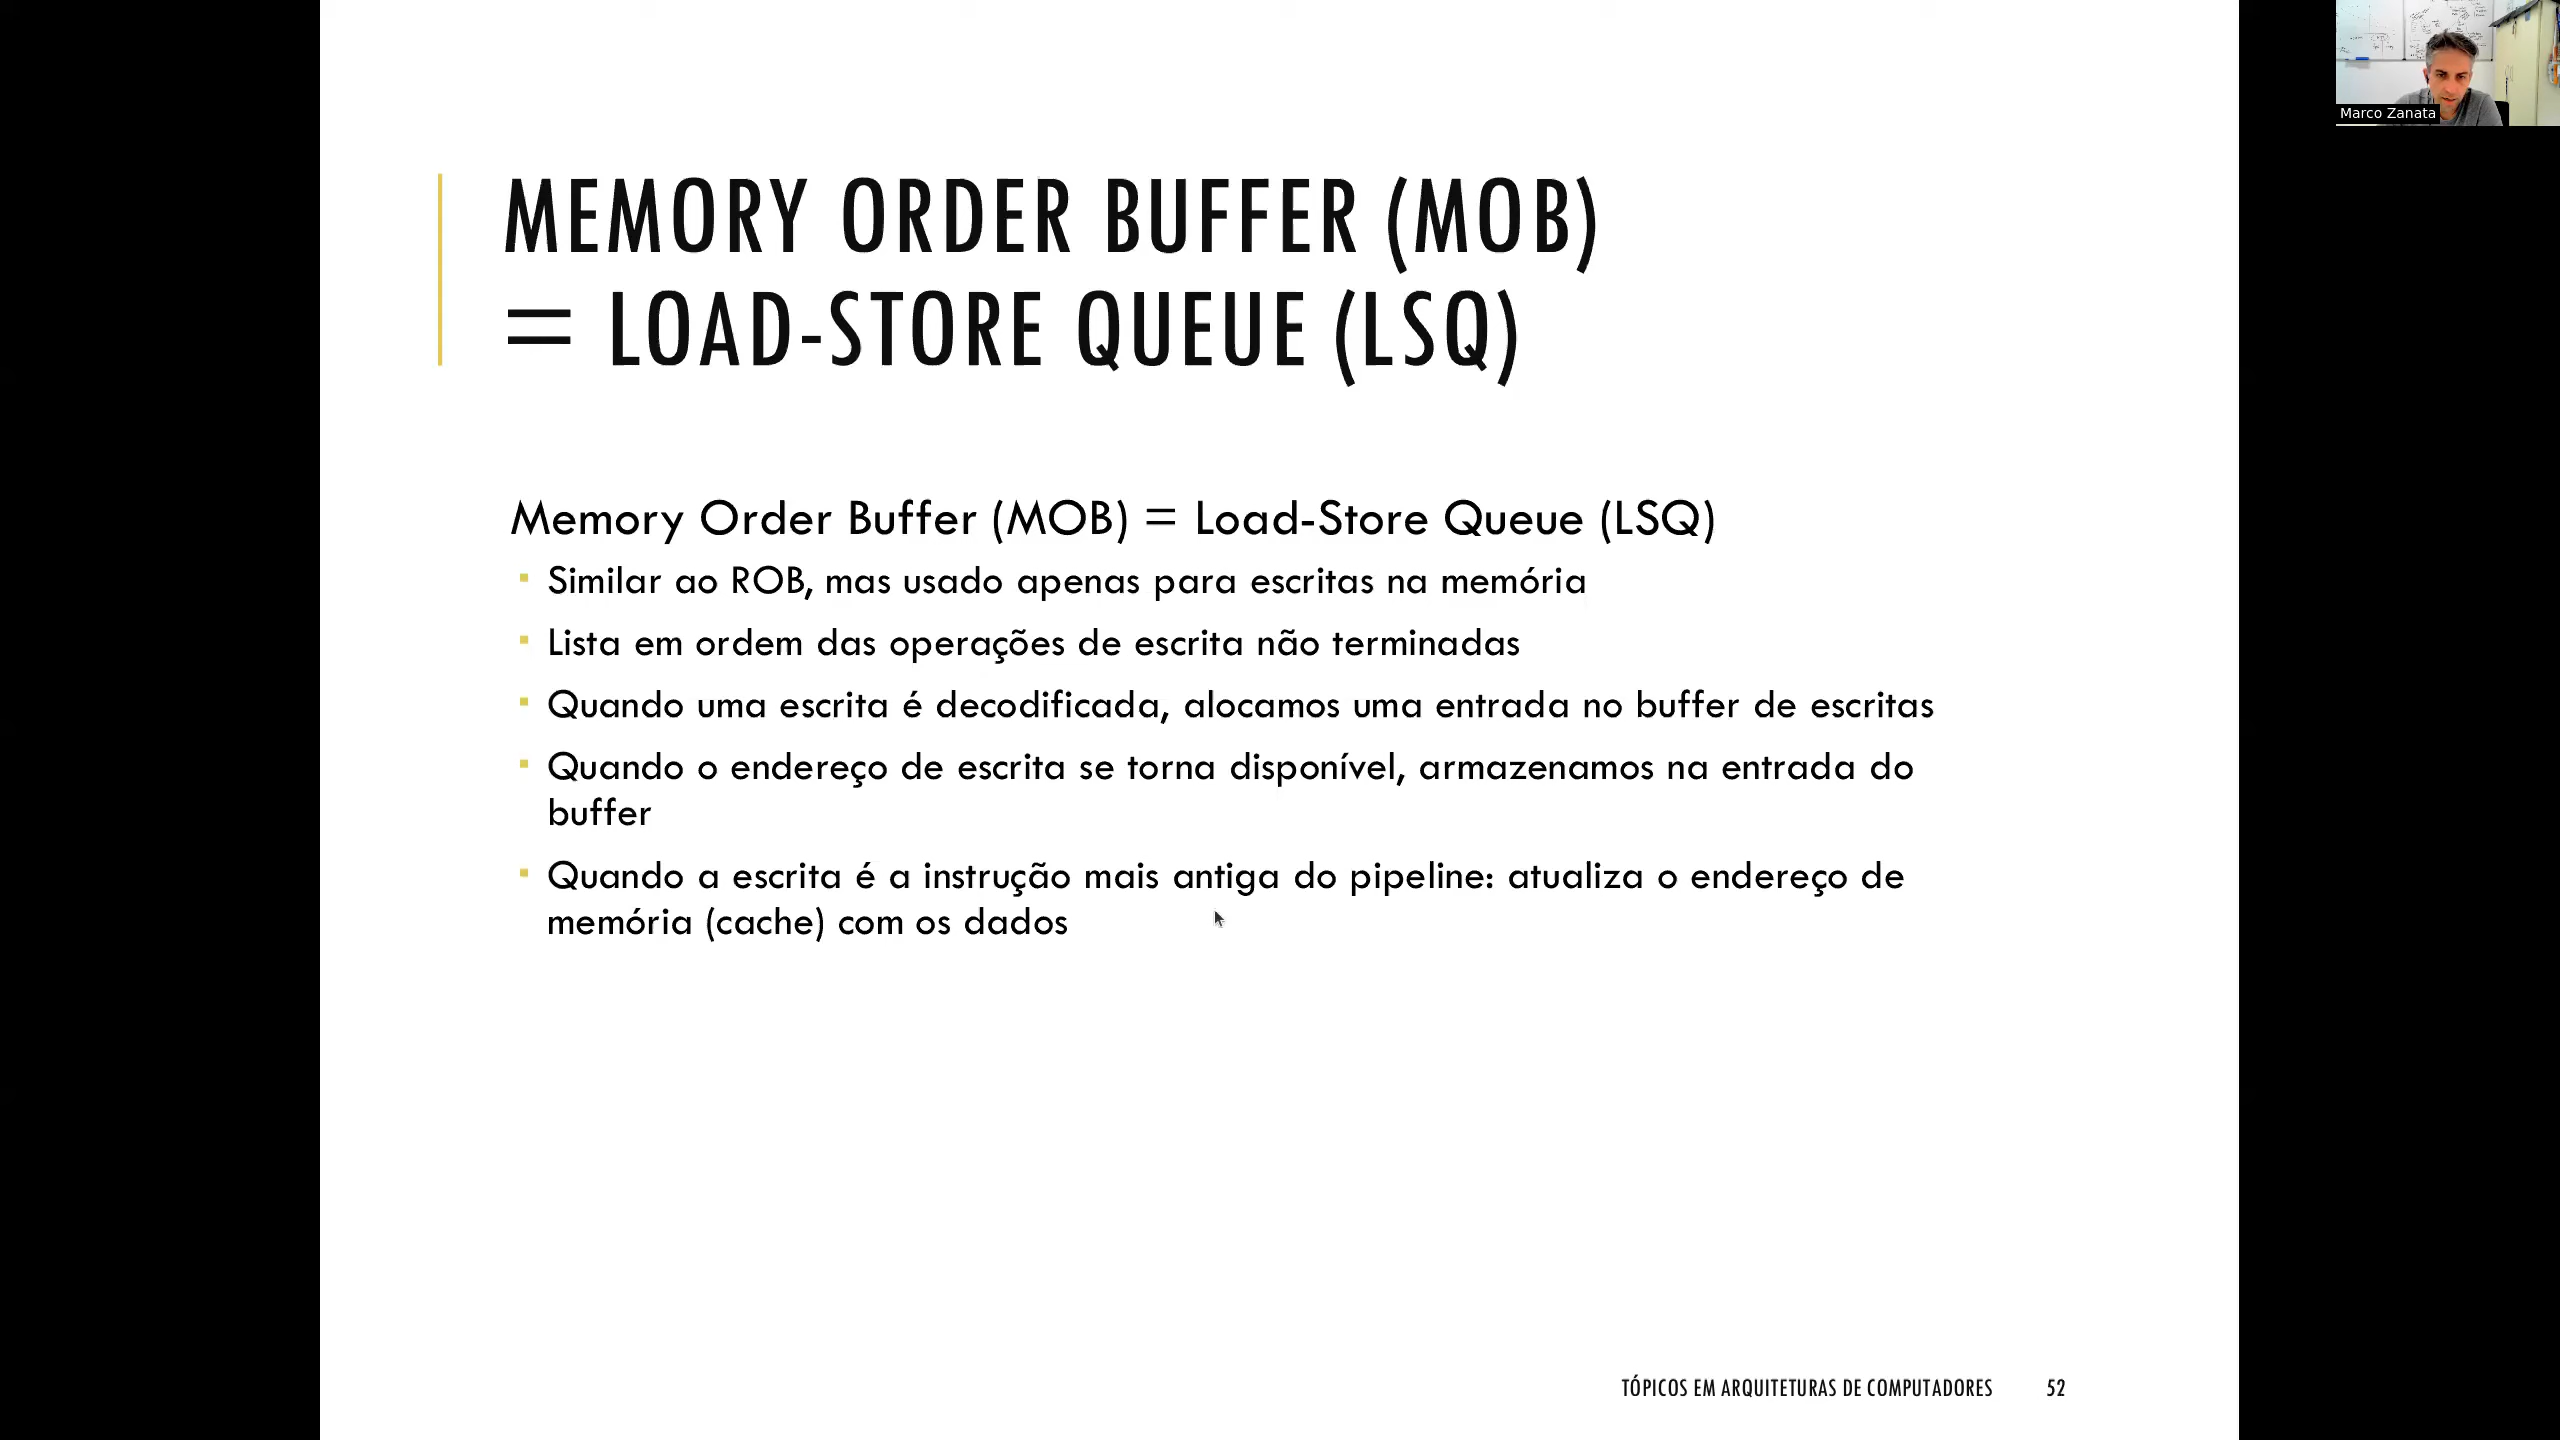 Marco Zanata
MEMORY ORDER BUFFER (MOB)
= LOAD-STORE QUEUE (LSQ)
Memory Order Buffer (MOB) = Load-Store Queue (LSQ)
Similar ao ROB, mas usado apenas para escritas na memória
Lista em ordem das operações de escrita não terminadas
Quando uma escrita é decodificada, alocamos uma entrada no buffer de escritas
Quando o endereço de escrita se torna disponível, armazenamos na entrada do
buffer
Quando a escrita é a instrução mais antiga do pipeline: atualiza o endereço de
memória (cache) com os dados
TÓPICOS EM ARQUITETURAS DE COMPUTADORES 52